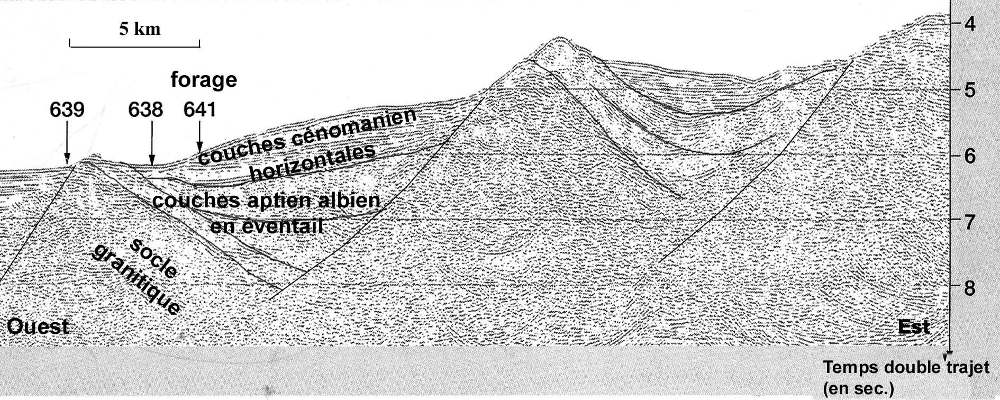 5 km
forage
639 638 641
couches cénomanien
horizontales
couches aptien albien
en éventail
socle
granitique
Ouest
Est
4
5
6
7
8
Temps double trajet
(en sec.)